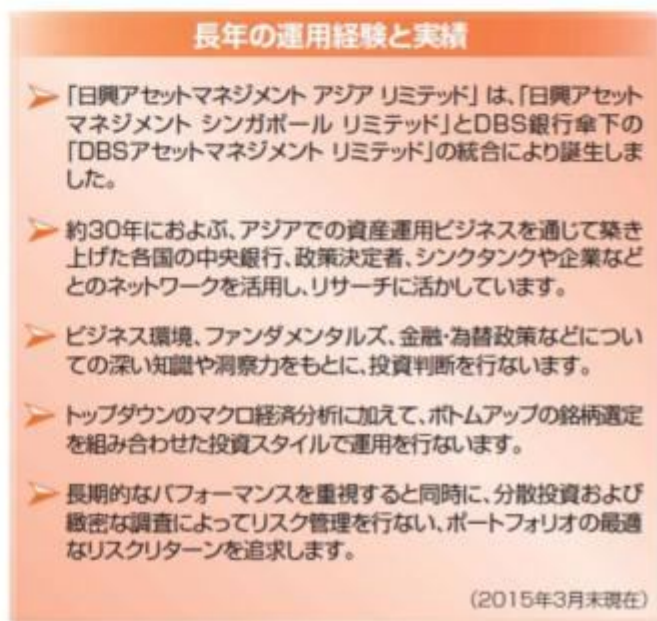 長年の運用経験と実績
「日興アセットマネジメント アジア リミテッド」は、「日興アセット
マネジメント シンガポール リミテッド」とDBS銀行傘下の
「DBSアセットマネジメント リミテッド」の統合により誕生しま
した。
約30年におよぶ、アジアでの資産運用ビジネスを通じて築き
上げた各国の中央銀行、政策決定者、シンクタンクや企業など
とのネットワークを活用し、リサーチに活かしています。
ビジネス環境、ファンダメンタルズ、金融・為替政策などについ
ての深い知識や洞察力をもとに、投資判断を行ないます。
トップダウンのマクロ経済分析に加えて、ボトムアップの銘柄選定
を組み合わせた投資スタイルで運用を行ないます。
長期的なパフォーマンスを重視すると同時に、分散投資および
緻密な調査によってリスク管理を行ない、ポートフォリオの最適
なリスクリターンを追求します。
（2015年3月末現在）